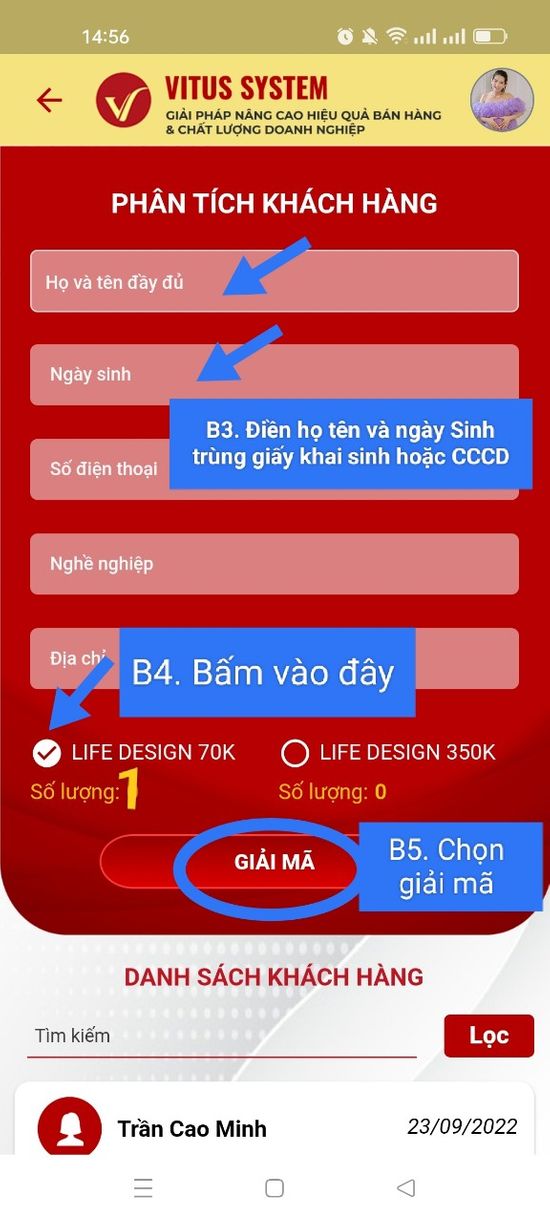 14:56
VITUS SYSTEM
GIẢI PHÁP NÂNG CAO HIỆU QUẢ BÁN HÀNG
& CHẤT LƯỢNG DOANH NGHIỆP
PHÂN TÍCH KHÁCH HÀNG
Họ và tên đầy đủ
Ngày sinh
B3. Điền họ tên và ngày Sinh
trùng giấy khai sinh hoặc CCCD
Số điện thoại
Nghề nghiệp
Địa chỉ
B4. Bấm vào đây
LIFE DESIGN 70K
LIFE DESIGN 350K
Số lượng: 1
Số lượng: 0
GIẢI MÃ
B5. Chọn
giải mã
DANH SÁCH KHÁCH HÀNG
Tìm kiếm
Lọc
Trần Cao Minh
23/09/2022